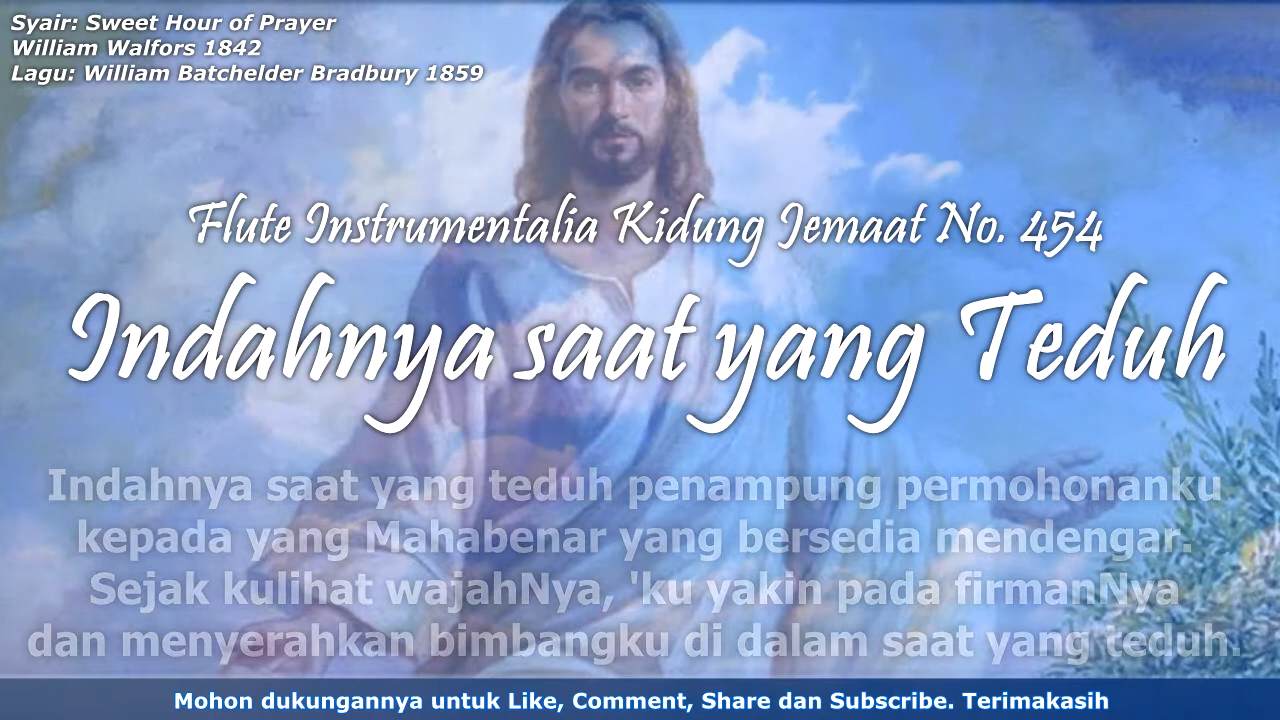 Syair: Sweet Hour of Prayer
William Walfors 1842
Lagu: William Batchelder Bradbury 1859
Flute Instrumentalia Kidung Jemaat No. 454
Indahnya saat yang Teduh
Indahnya saat yang teduh penampung permohonanku
kepada yang Mahabenar yang bersedia mendengar.
Sejak kulihat wajahNya, 'ku yakin pada firmanNya
dan menyerahkan bimbangku di dalam saat yang teduh.
Mohon dukungannya untuk Like, Comment, Share dan Subscribe. Terimakasih